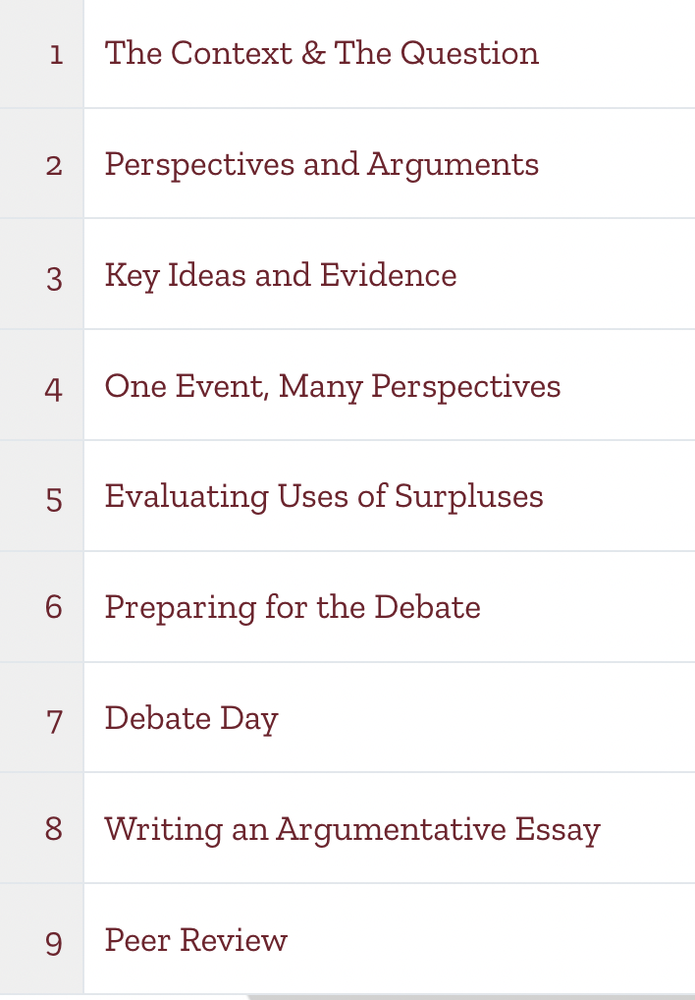 1 The Context & The Question
2 Perspectives and Arguments
3 Key Ideas and Evidence
4 One Event, Many Perspectives
5 Evaluating Uses of Surpluses
6 Preparing for the Debate
7 Debate Day
8 Writing an Argumentative Essay
9 Peer Review